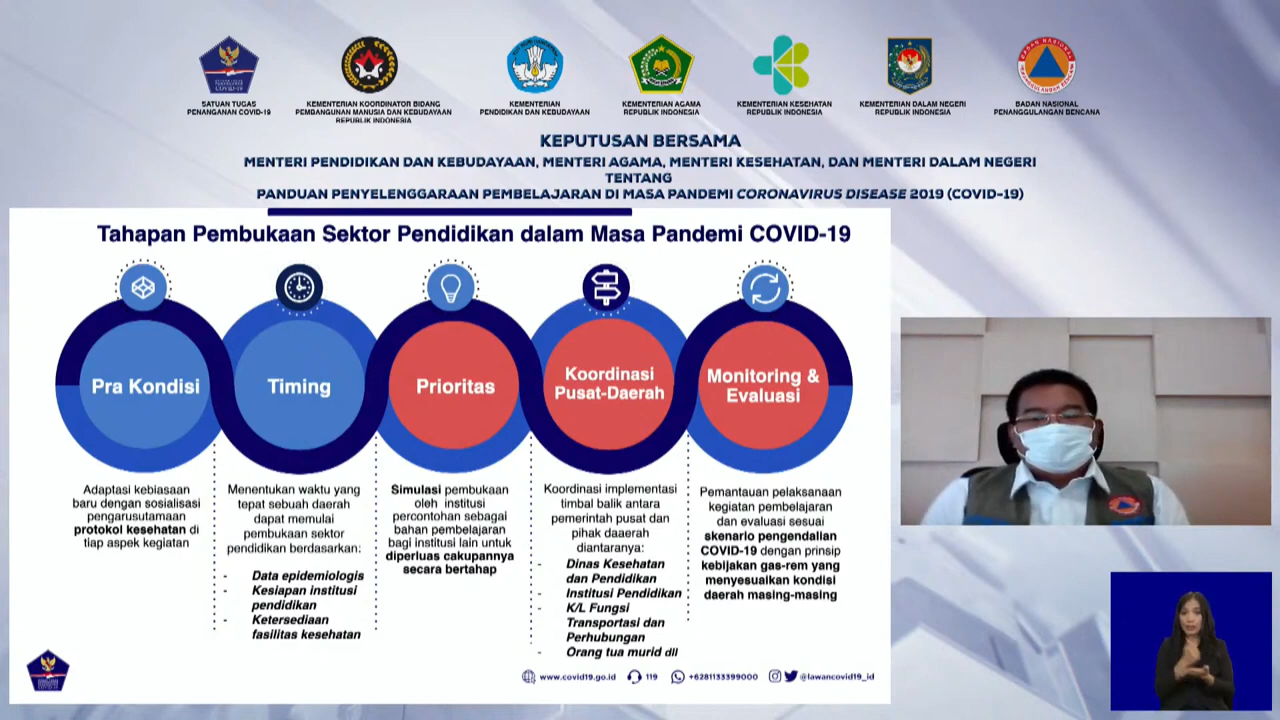 SATUAN TUGAS
PENANGANAN COVID-19
KEMENTERIAN KOORDINATOR BIDANG
PEMBANGUNAN MANUSIA DAN KEBUDAYAAN
REPUBLIK INDONESIA
KEMENTERIAN
PENDIDIKAN DAN KEBUDAYAAN
KEMENTERIAN AGAMA
REPUBLIK INDONESIA
KEMENTERIAN KESEHATAN
REPUBLIK INDONESIA
KEMENTERIAN DALAM NEGERI
REPUBLIK INDONESIA
BADAN NASIONAL
PENANGGULANGAN BENCANA
KEPUTUSAN BERSAMA
MENTERI PENDIDIKAN DAN KEBUDAYAAN, MENTERI AGAMA, MENTERI KESEHATAN, DAN MENTERI DALAM NEGERI
TENTANG
PANDUAN PENYELENGGARAAN PEMBELAJARAN DI MASA PANDEMI CORONAVIRUS DISEASE 2019 (COVID-19)
Tahapan Pembukaan Sektor Pendidikan dalam Masa Pandemi COVID-19
Pra Kondisi
Timing
Prioritas
Koordinasi
Pusat-Daerah
Monitoring &
Evaluasi
Adaptasi kebiasaan
baru dengan sosialisasi
pengarusutamaan
protokol kesehatan di
tiap aspek kegiatan
Menentukan waktu yang
tepat sebuah daerah
dapat memulai
pembukaan sektor
pendidikan berdasarkan:
- Data epidemiologis
- Kesiapan institusi
pendidikan
- Ketersediaan
fasilitas kesehatan
Simulasi pembukaan
oleh institusi
percontohan sebagai
bahan pembelajaran
bagi institusi lain untuk
diperluas cakupannya
secara bertahap
Koordinasi implementasi
timbal balik antara
pemerintah pusat dan
pihak daaerah
diantaranya:
- Dinas Kesehatan
dan Pendidikan
- Institusi Pendidikan
- K/L Fungsi
Transportasi dan
Perhubungan
- Orang tua murid dll
Pemantauan pelaksanaan
kegiatan pembelajaran
dan evaluasi sesuai
skenario pengendalian
COVID-19 dengan prinsip
kebijakan gas-rem yang
menyesuaikan kondisi
daerah masing-masing
www.covid19.go.id
119
+6281133399000
@lawancovid19_id